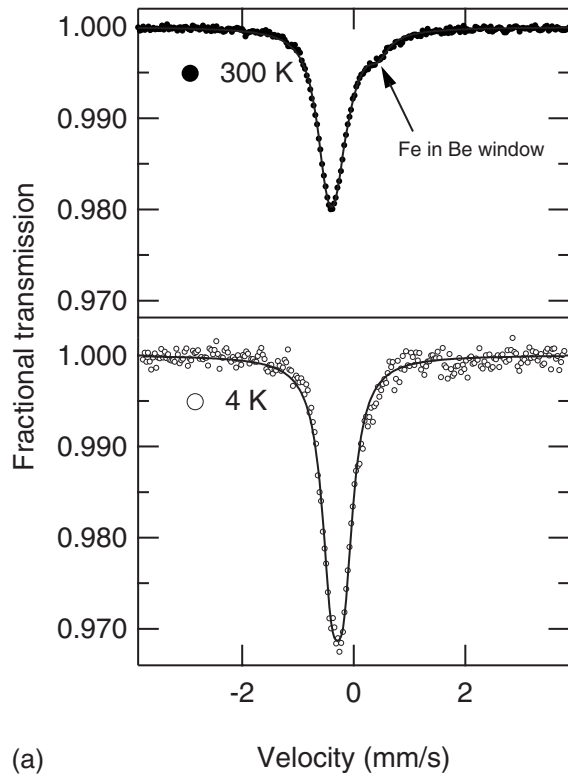 1.000
300 K
0.990
Fe in Be window
0.980
0.970
1.000
4 K
0.990
0.980
0.970
Fractional transmission
-2 0 2
(a) Velocity (mm/s)